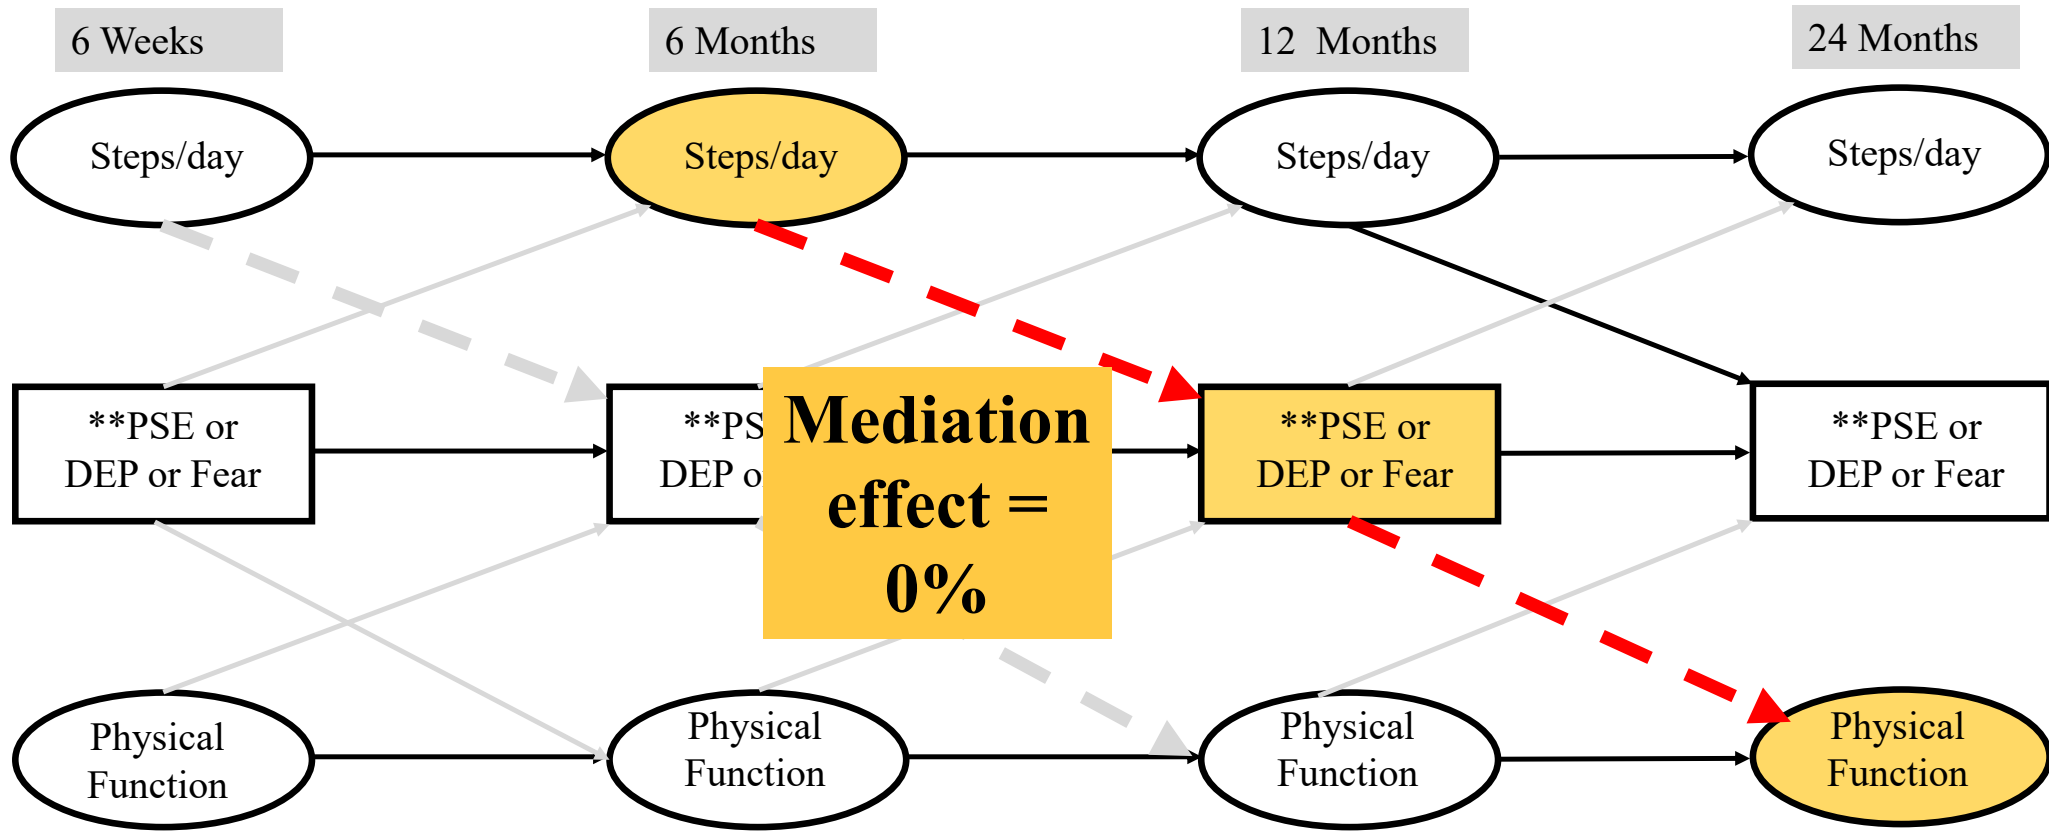 6 Weeks
6 Months
12 Months
24 Months
Steps/day
Steps/day
Steps/day
Steps/day
**PSE or
DEP or Fear
**PS
DEP o
Mediation
effect =
0%
**PSE or
DEP or Fear
**PSE or
DEP or Fear
Physical
Function
Physical
Function
Physical
Function
Physical
Function